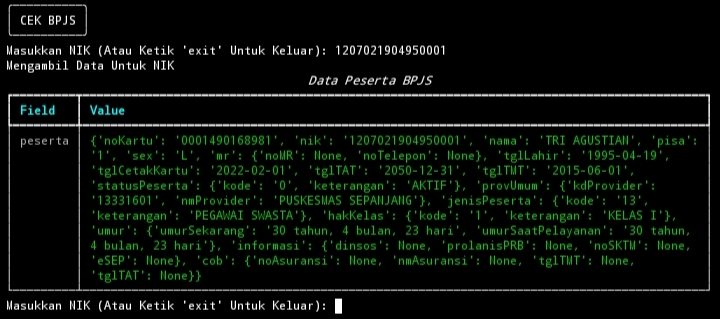 CEK BPJS
Masukkan NIK (Atau Ketik 'exit' Untuk Keluar): 1207021904950001
Mengambil Data Untuk NIK
Data Peserta BPJS
Field Value
peserta {'noKartu': '0001490168981', 'nik': '1207021904950001', 'nama': 'TRI AGUSTIAN', 'pisa':
'1', 'sex': 'L', 'mr': {'noMR': None, 'noTelepon': None}, 'tglLahir': '1995-04-19',
'tglCetakKartu': '2022-02-01', 'tglTAT': '2050-12-31', 'tglTMT': '2015-06-01',
'statusPeserta': {'kode': '0', 'keterangan': 'AKTIF'}, 'provUmum': {'kdProvider':
'13331601', 'nmProvider': 'PUSKESMAS SEPANJANG'}, 'jenisPeserta': {'kode': '13',
'keterangan': 'PEGAWAI SWASTA'}, 'hakKelas': {'kode': '1', 'keterangan': 'KELAS I'},
'umur': {'umurSekarang': '30 tahun, 4 bulan, 23 hari', 'umurSaatPelayanan': '30 tahun,
4 bulan, 23 hari'}, 'informasi': {'dinsos': None, 'prolanisPRB': None, 'noSKTM': None,
'eSEP': None}, 'cob': {'noAsuransi': None, 'nmAsuransi': None, 'tglTMT': None,
'tglTAT': None}}
Masukkan NIK (Atau Ketik 'exit' Untuk Keluar):